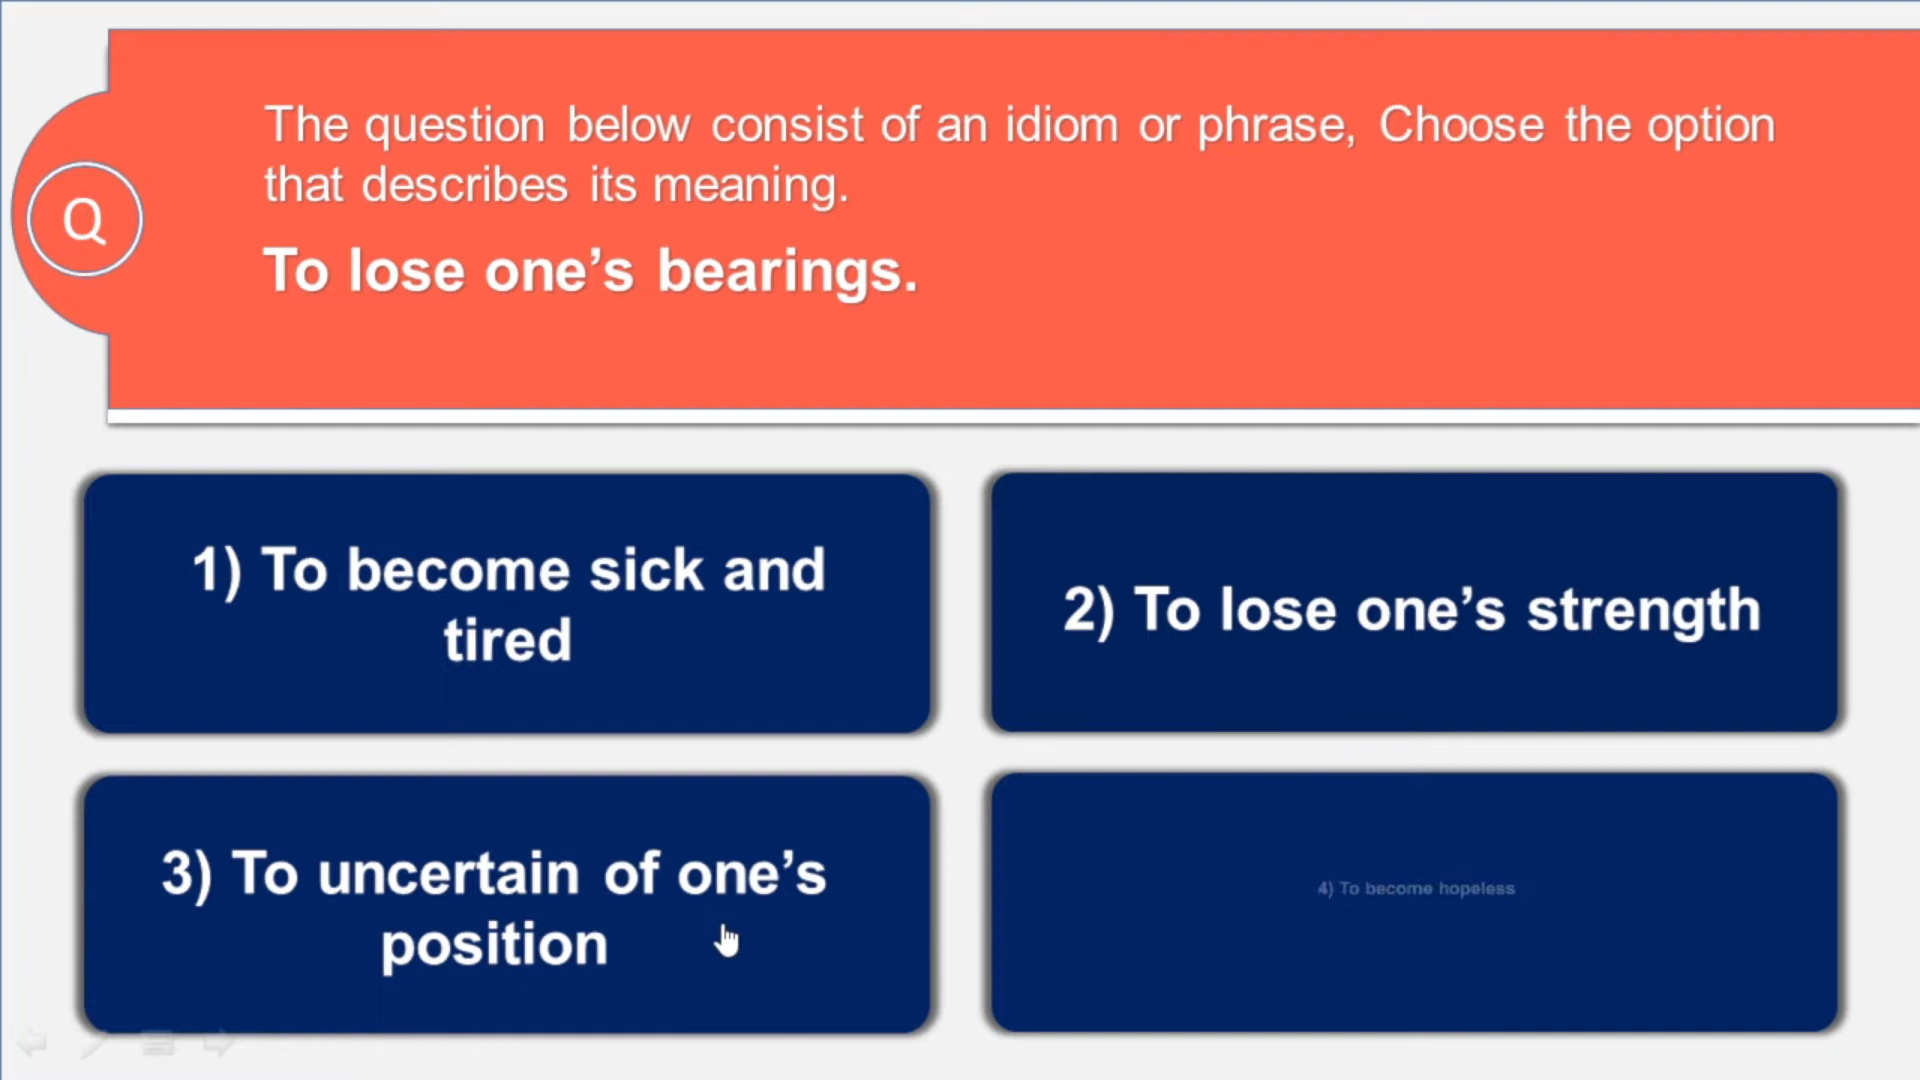 The question below consist of an idiom or phrase, Choose the option
that describes its meaning.
Q
To lose one’s bearings.
1) To become sick and
tired
2) To lose one’s strength
3) To uncertain of one’s
position
4) To become hopeless